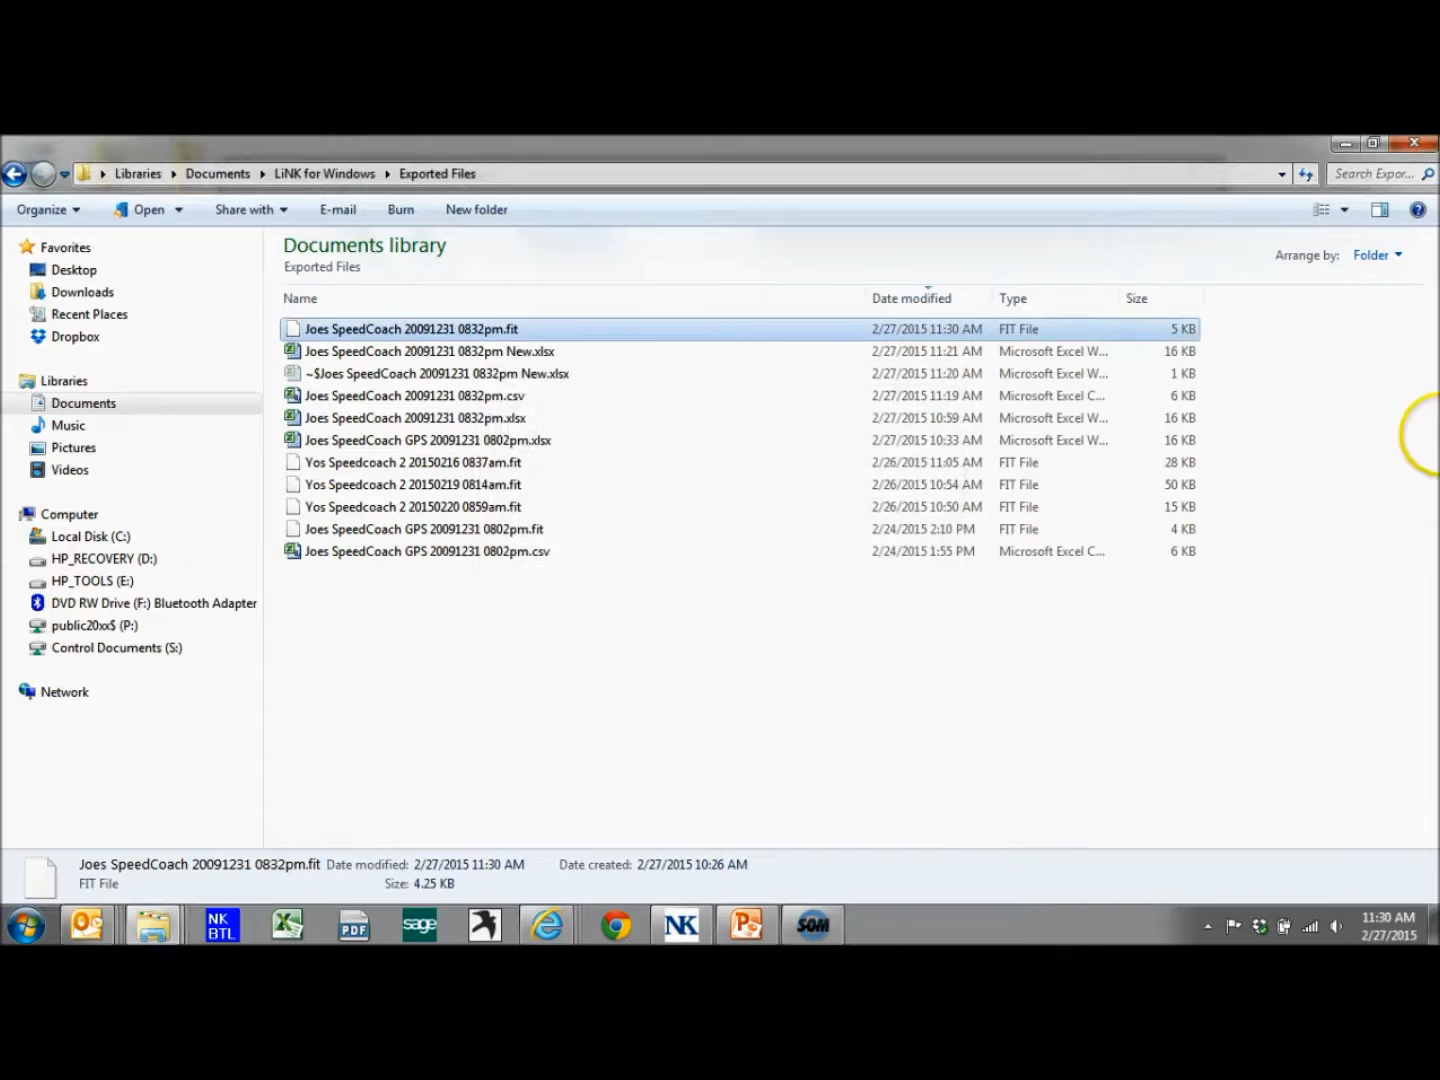 Libraries Documents LiNK for Windows Exported Files
Search Expor...
Organize Open Share with E-mail Burn New folder
Favorites
Desktop
Downloads
Recent Places
Dropbox
Libraries
Documents
Music
Pictures
Videos
Computer
Local Disk (C:)
HP_RECOVERY (D:)
HP_TOOLS (E:)
DVD RW Drive (F:) Bluetooth Adapter
public20xx$ (P:)
Control Documents (S:)
Network
Documents library
Exported Files
Arrange by: Folder
Name Date modified Type Size
Joes SpeedCoach 20091231 0832pm.fit 2/27/2015 11:30 AM FIT File 5 KB
Joes SpeedCoach 20091231 0832pm New.xlsx 2/27/2015 11:21 AM Microsoft Excel W... 16 KB
~$Joes SpeedCoach 20091231 0832pm New.xlsx 2/27/2015 11:20 AM Microsoft Excel W... 1 KB
Joes SpeedCoach 20091231 0832pm.csv 2/27/2015 11:19 AM Microsoft Excel C... 6 KB
Joes SpeedCoach 20091231 0832pm.xlsx 2/27/2015 10:59 AM Microsoft Excel W... 16 KB
Joes SpeedCoach GPS 20091231 0802pm.xlsx 2/27/2015 10:33 AM Microsoft Excel W... 16 KB
Yos Speedcoach 2 20150216 0837am.fit 2/26/2015 11:05 AM FIT File 28 KB
Yos Speedcoach 2 20150219 0814am.fit 2/26/2015 10:54 AM FIT File 50 KB
Yos Speedcoach 2 20150220 0859am.fit 2/26/2015 10:50 AM FIT File 15 KB
Joes SpeedCoach GPS 20091231 0802pm.fit 2/24/2015 2:10 PM FIT File 4 KB
Joes SpeedCoach GPS 20091231 0802pm.csv 2/24/2015 1:55 PM Microsoft Excel C... 6 KB
Joes SpeedCoach 20091231 0832pm.fit Date modified: 2/27/2015 11:30 AM Date created: 2/27/2015 10:26 AM
FIT File Size: 4.25 KB
NK BTL
PDF
sage
NK
SOM
11:30 AM
2/27/2015